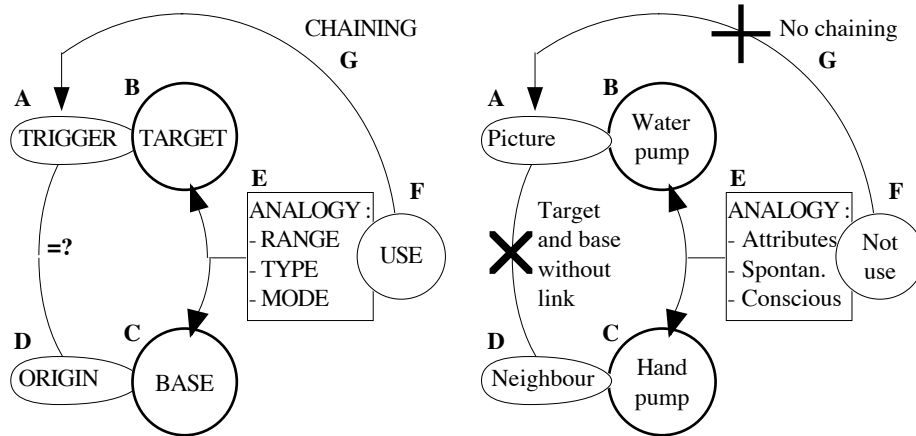 CHAINING
G
A
B
TRIGGER
TARGET
E
F
ANALOGY :
- RANGE
- TYPE
- MODE
USE
=?
D
C
ORIGIN
BASE
No chaining
G
A
B
Picture
Water
pump
E
F
Target
and base
without
link
ANALOGY :
- Attributes
- Spontan.
- Conscious
Not
use
D
C
Neighbour
Hand
pump